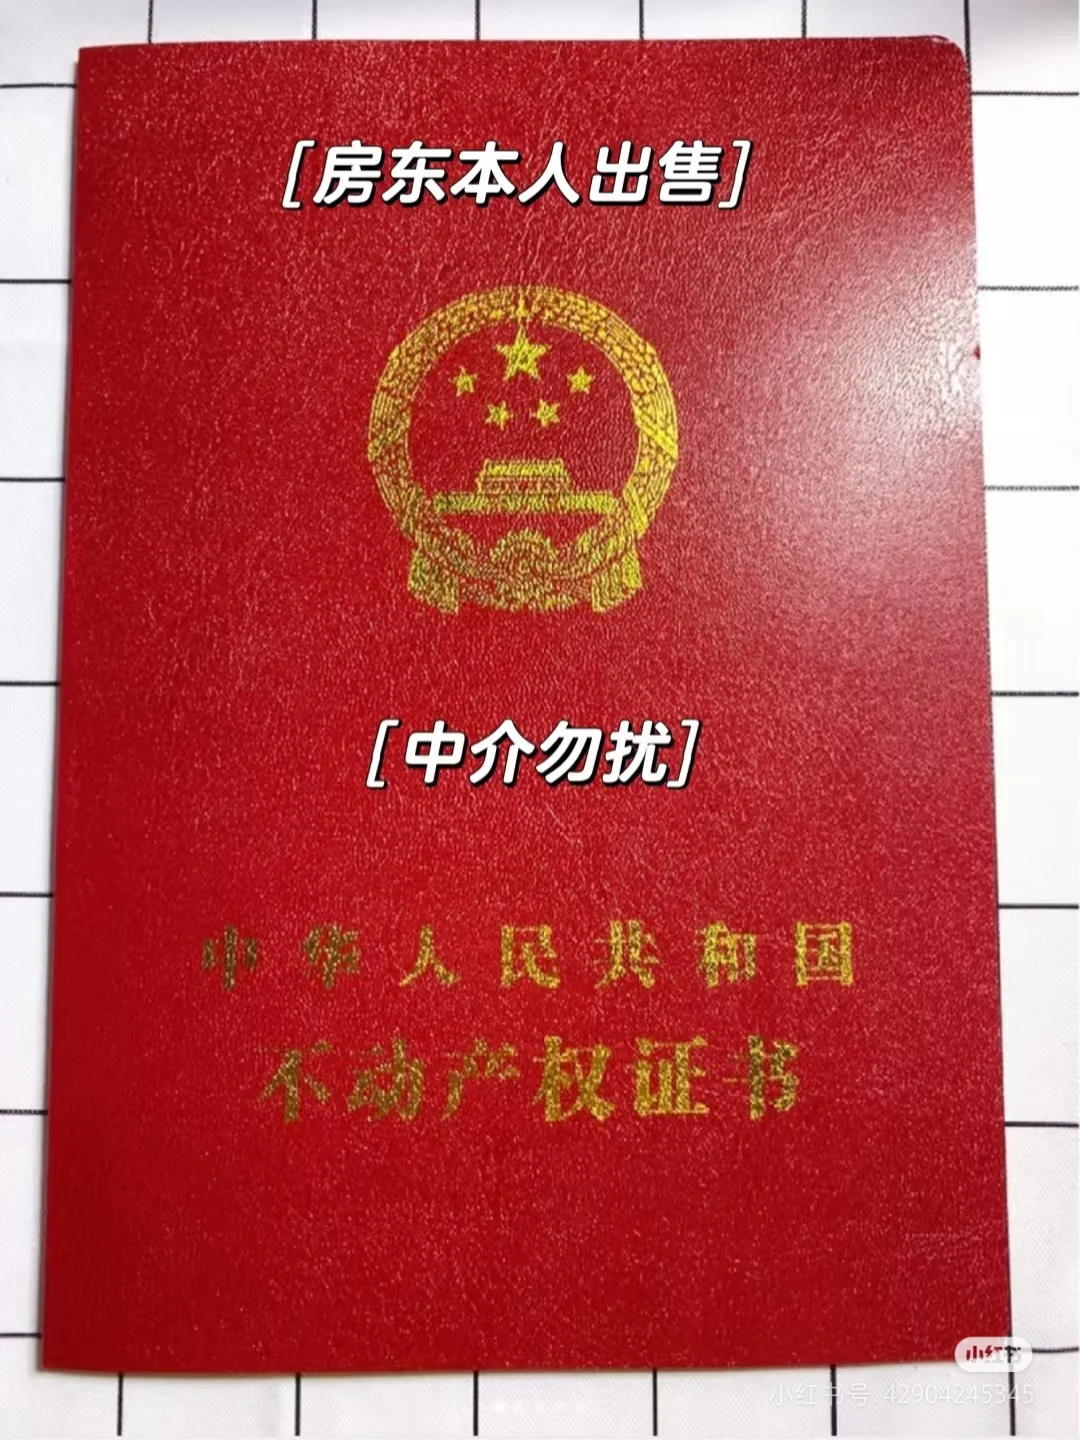 [房东本人出售]
[中介勿扰]
中华人民共和国
不动产权证书
小红书
小红书号:42904245345